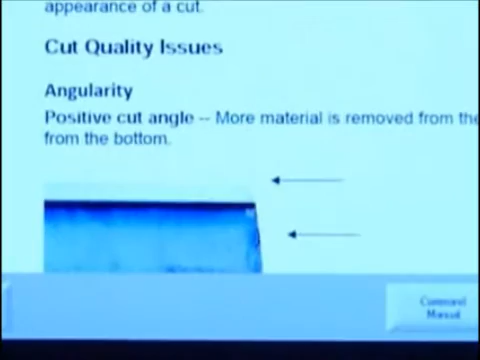 appearance of a cut.
Cut Quality Issues
Angularity
Positive cut angle -- More material is removed from the
from the bottom.
Command
Manual